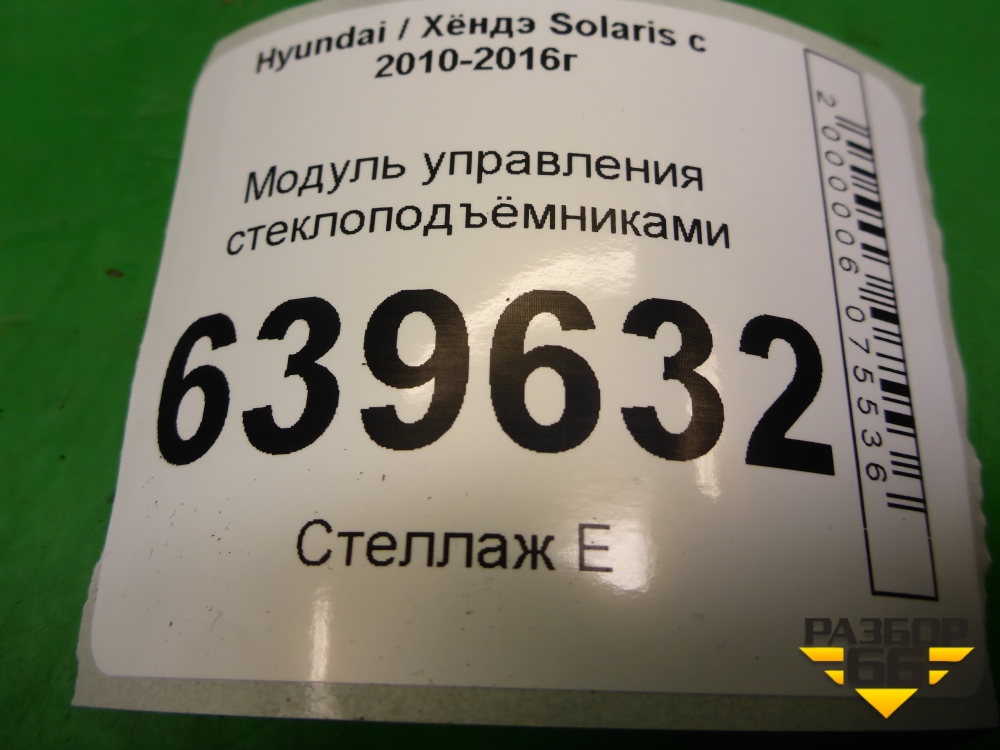 Hyundai / Хёндэ Solaris с
2010-2016г
Модуль управления
стеклоподъёмниками
639632
Стеллаж Е
2000006075536
РАЗБОР
66